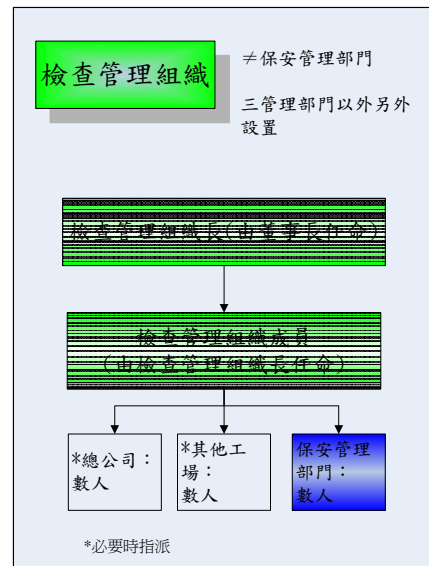 檢查管理組織
≠保安管理部門
三管理部門以外另外
設置
檢查管理組織長(由董事長任命)
檢查管理組織成員
(由檢查管理組織長任命)
*總公司：
數人
*其他工
場：
數人
保安管理
部門：
數人
*必要時指派